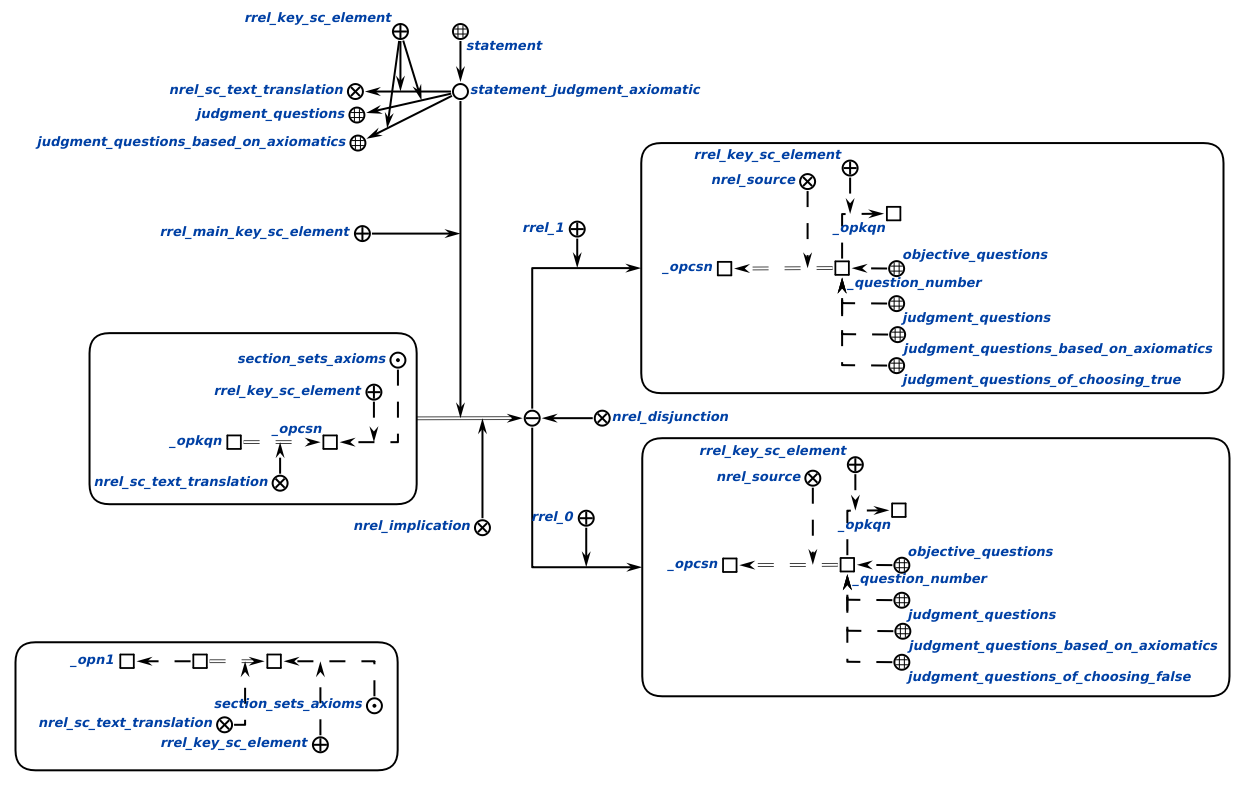 rrel_key_sc_element
statement
nrel_sc_text_translation
statement_judgment_axiomatic
judgment_questions
judgment_questions_based_on_axiomatics
rrel_main_key_sc_element
rrel_1
rrel_key_sc_element
nrel_source
_opkqn
_opcsn
objective_questions
_question_number
judgment_questions
judgment_questions_based_on_axiomatics
judgment_questions_of_choosing_true
section_sets_axioms
rrel_key_sc_element
_opcsn
_opkqn
nrel_sc_text_translation
nrel_disjunction
nrel_implication
rrel_0
rrel_key_sc_element
nrel_source
_opkqn
_opcsn
objective_questions
_question_number
judgment_questions
judgment_questions_based_on_axiomatics
judgment_questions_of_choosing_false
_opn1
section_sets_axioms
nrel_sc_text_translation
rrel_key_sc_element